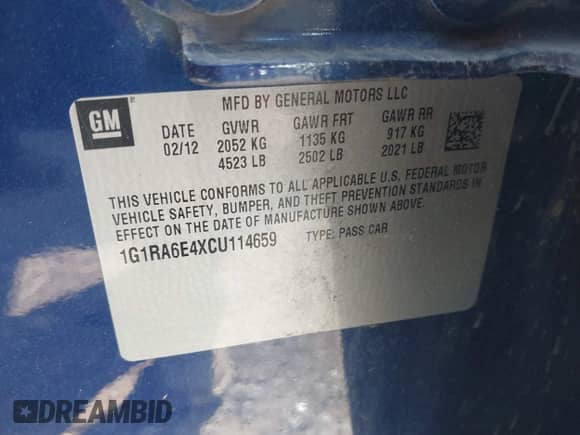 MFD BY GENERAL MOTORS LLC
GM
DATE GVWR GAWR FRT GAWR RR
02/12 2052 KG 1135 KG 917 KG
4523 LB 2502 LB 2021 LB
THIS VEHICLE CONFORMS TO ALL APPLICABLE U.S. FEDERAL MOTOR
VEHICLE SAFETY, BUMPER, AND THEFT PREVENTION STANDARDS IN
EFFECT ON THE DATE OF MANUFACTURE SHOWN ABOVE.
1G1RA6E4XCU114659 TYPE: PASS CAR
DREAMBID